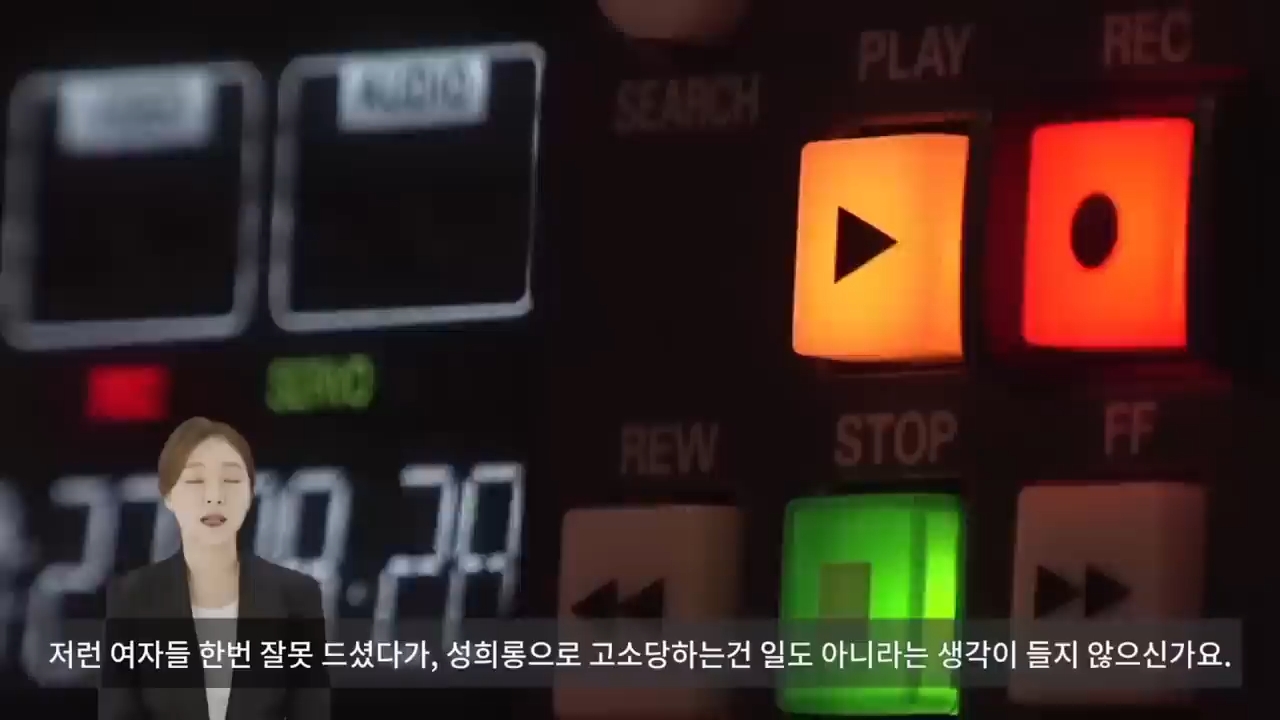 AUDIO
SEARCH
PLAY
REC
SERVO
REW
STOP
FF
저런 여자들 한번 잘못 드셨다가, 성희롱으로 고소당하는건 일도 아니라는 생각이 들지 않으신가요.